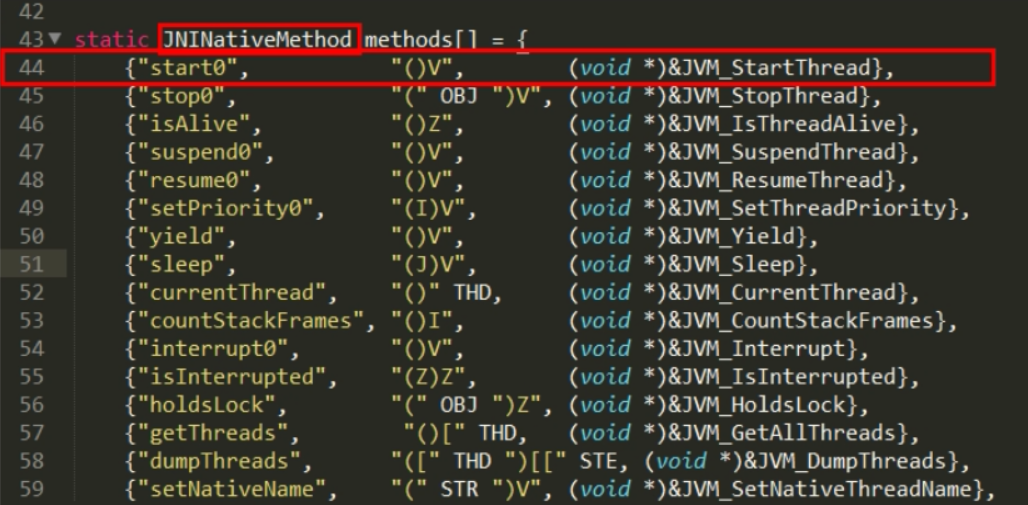 42
43 static JNINativeMethod methods[] = {
44 {"start0", "()V", (void *)&JVM_StartThread},
45 {"stop0", "(" OBJ ")V", (void *)&JVM_StopThread},
46 {"isAlive", "()Z", (void *)&JVM_IsThreadAlive},
47 {"suspend0", "()V", (void *)&JVM_SuspendThread},
48 {"resume0", "()V", (void *)&JVM_ResumeThread},
49 {"setPriority0", "(I)V", (void *)&JVM_SetThreadPriority},
50 {"yield", "()V", (void *)&JVM_Yield},
51 {"sleep", "(J)V", (void *)&JVM_Sleep},
52 {"currentThread", "()" THD, (void *)&JVM_CurrentThread},
53 {"countStackFrames", "()I", (void *)&JVM_CountStackFrames},
54 {"interrupt0", "()V", (void *)&JVM_Interrupt},
55 {"isInterrupted", "(Z)Z", (void *)&JVM_IsInterrupted},
56 {"holdsLock", "(" OBJ ")Z", (void *)&JVM_HoldsLock},
57 {"getThreads", "()[" THD, (void *)&JVM_GetAllThreads},
58 {"dumpThreads", "([" THD ")[[" STE, (void *)&JVM_DumpThreads},
59 {"setNativeName", "(" STR ")V", (void *)&JVM_SetNativeThreadName},